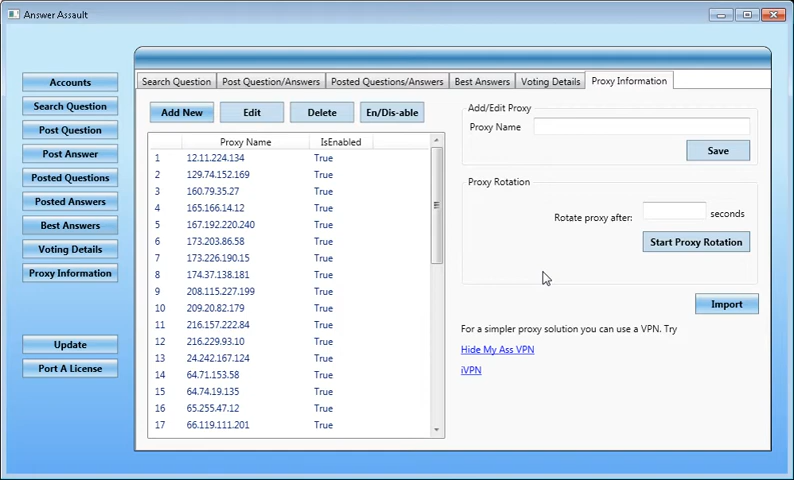 Answer Assault
Accounts
Search Question
Post Question
Post Answer
Posted Questions
Posted Answers
Best Answers
Voting Details
Proxy Information
Update
Port A License
Search Question Post Question/Answers Posted Questions/Answers Best Answers Voting Details Proxy Information
Add New Edit Delete En/Dis-able
Proxy Name IsEnabled
1 12.11.224.134 True
2 129.74.152.169 True
3 160.79.35.27 True
4 165.166.14.12 True
5 167.192.220.240 True
6 173.203.86.58 True
7 173.226.190.15 True
8 174.37.138.181 True
9 208.115.227.199 True
10 209.20.82.179 True
11 216.157.222.84 True
12 216.229.93.10 True
13 24.242.167.124 True
14 64.71.153.58 True
15 64.74.19.135 True
16 65.255.47.12 True
17 66.119.111.201 True
Add/Edit Proxy
Proxy Name
Save
Proxy Rotation
Rotate proxy after: seconds
Start Proxy Rotation
Import
For a simpler proxy solution you can use a VPN. Try
Hide My Ass VPN
iVPN